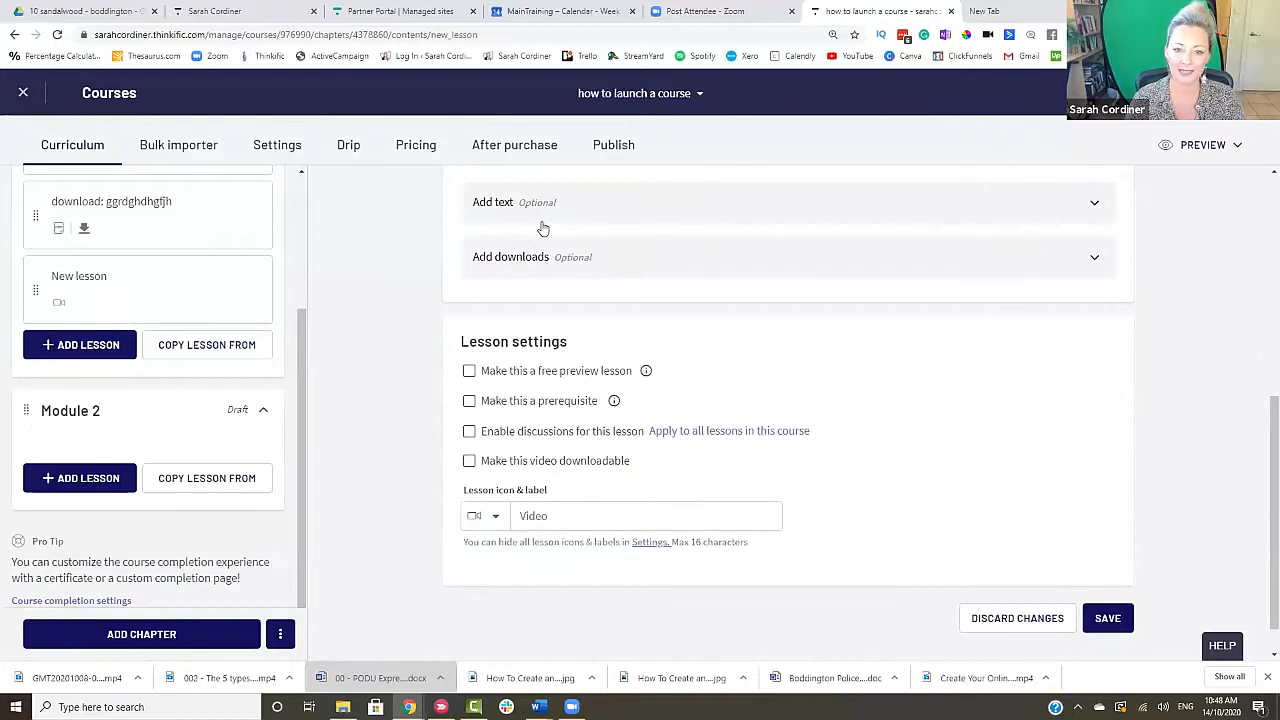 10 sandalwood - boddington - G
Sarah Cordiner
Partner Portal | Managed sites
MainTraining – Calendar - Week
Post Attendee - Zoom
how to launch a course - sarahc
New Tab
sarahcordiner.thinkific.com/manage/courses/976990/chapters/4378860/contents/new_lesson
Percentage Calculat...
Thesaurus.com
Zoom
Thinkific
ActiveCampaign
Log In ‹ Sarah Cord...
Sarah Cordiner
Trello
StreamYard
Spotify
Xero
Calendly
YouTube
Canva
ClickFunnels
Gmail
Courses
how to launch a course
Sarah Cordiner
Curriculum
Bulk importer
Settings
Drip
Pricing
After purchase
Publish
PREVIEW
download: ggrdghdhgfjh
New lesson
+ ADD LESSON
COPY LESSON FROM
Module 2
Draft
+ ADD LESSON
COPY LESSON FROM
Pro Tip
You can customize the course completion experience
with a certificate or a custom completion page!
Course completion settings
ADD CHAPTER
Add text Optional
Add downloads Optional
Lesson settings
Make this a free preview lesson
Make this a prerequisite
Enable discussions for this lesson Apply to all lessons in this course
Make this video downloadable
Lesson icon & label
Video
You can hide all lesson icons & labels in Settings. Max 16 characters
DISCARD CHANGES
SAVE
HELP
GMT20201008-0....mp4
002 - The 5 types....mp4
00 - PODU Expre....docx
How To Create an....jpg
How To Create an....jpg
Boddington Police....doc
Create Your Onlin....mp4
Show all
Type here to search
ENG
10:48 AM
14/10/2020